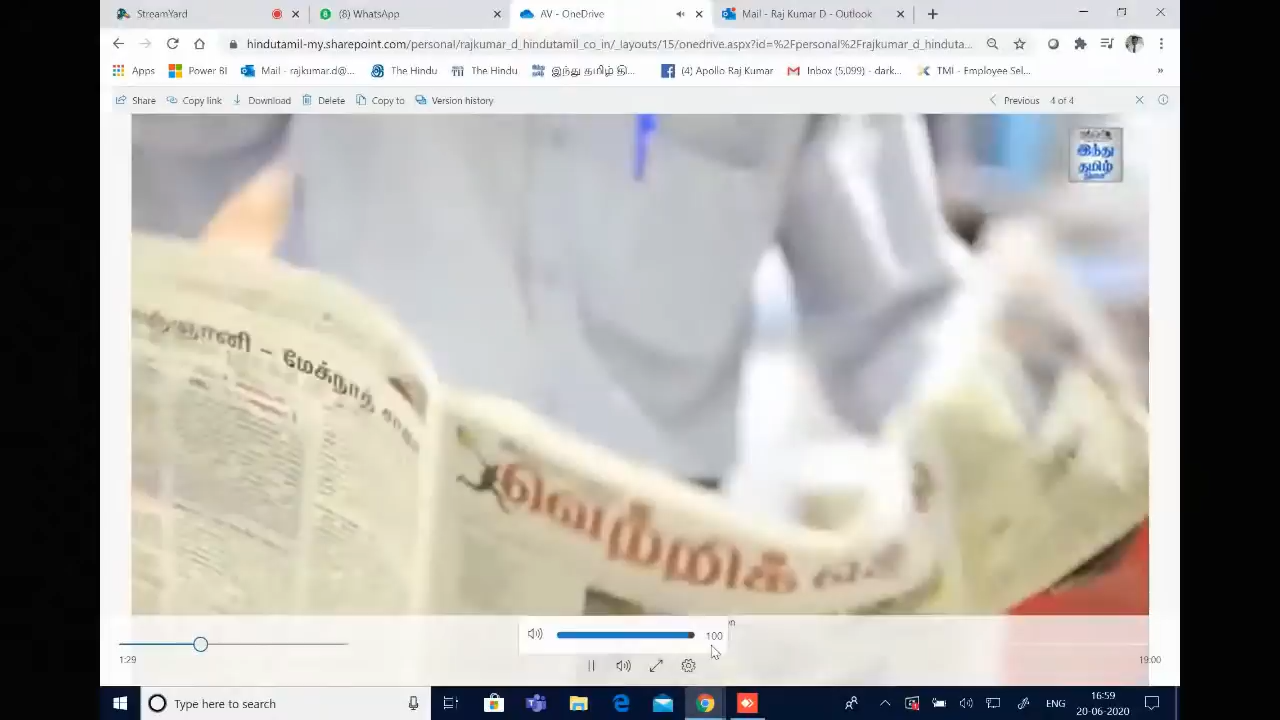 StreamYard
(8) WhatsApp
AV - OneDrive
Mail - Raj Kumar D - Outlook
hindutamil-my.sharepoint.com/personal/rajkumar_d_hindutamil_co_in/_layouts/15/onedrive.aspx?id=%2Fpersonal%2Frajkumar_d_hinduta...
Apps
Power BI
Mail - rajkumar.d@...
The Hindu
The Hindu
இந்து தமிழ் தி...
(4) Apollo Raj Kumar
Inbox (5,099) - dark...
TMI - Employee Sel...
Share
Copy link
Download
Delete
Copy to
Version history
Previous
4 of 4
இந்து
தமிழ்
– மேக்நாத் சாகா
வெற்றிக்
100
1:29
19:00
Type here to search
ENG
16:59
20-06-2020